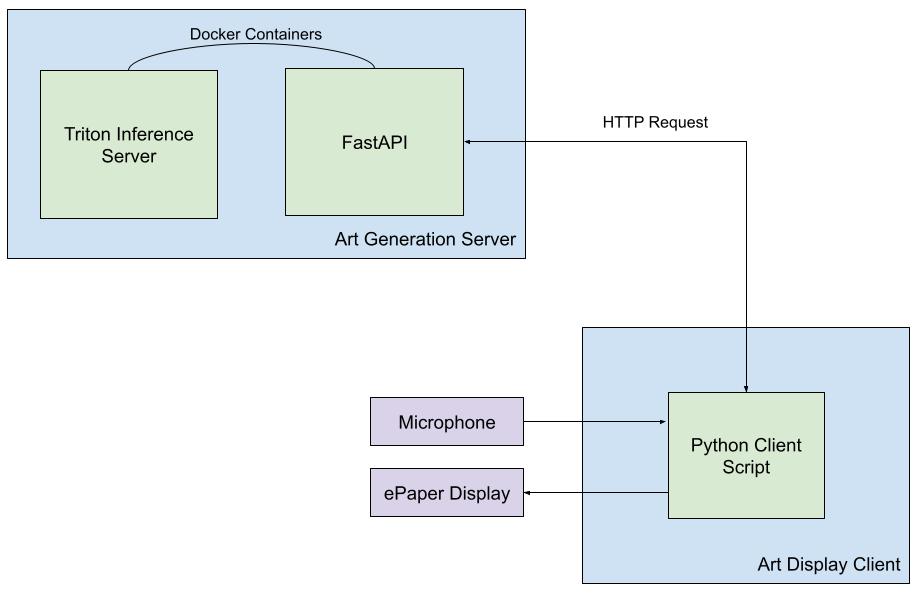 Docker Containers
Triton Inference
Server
FastAPI
Art Generation Server
HTTP Request
Microphone
ePaper Display
Python Client
Script
Art Display Client